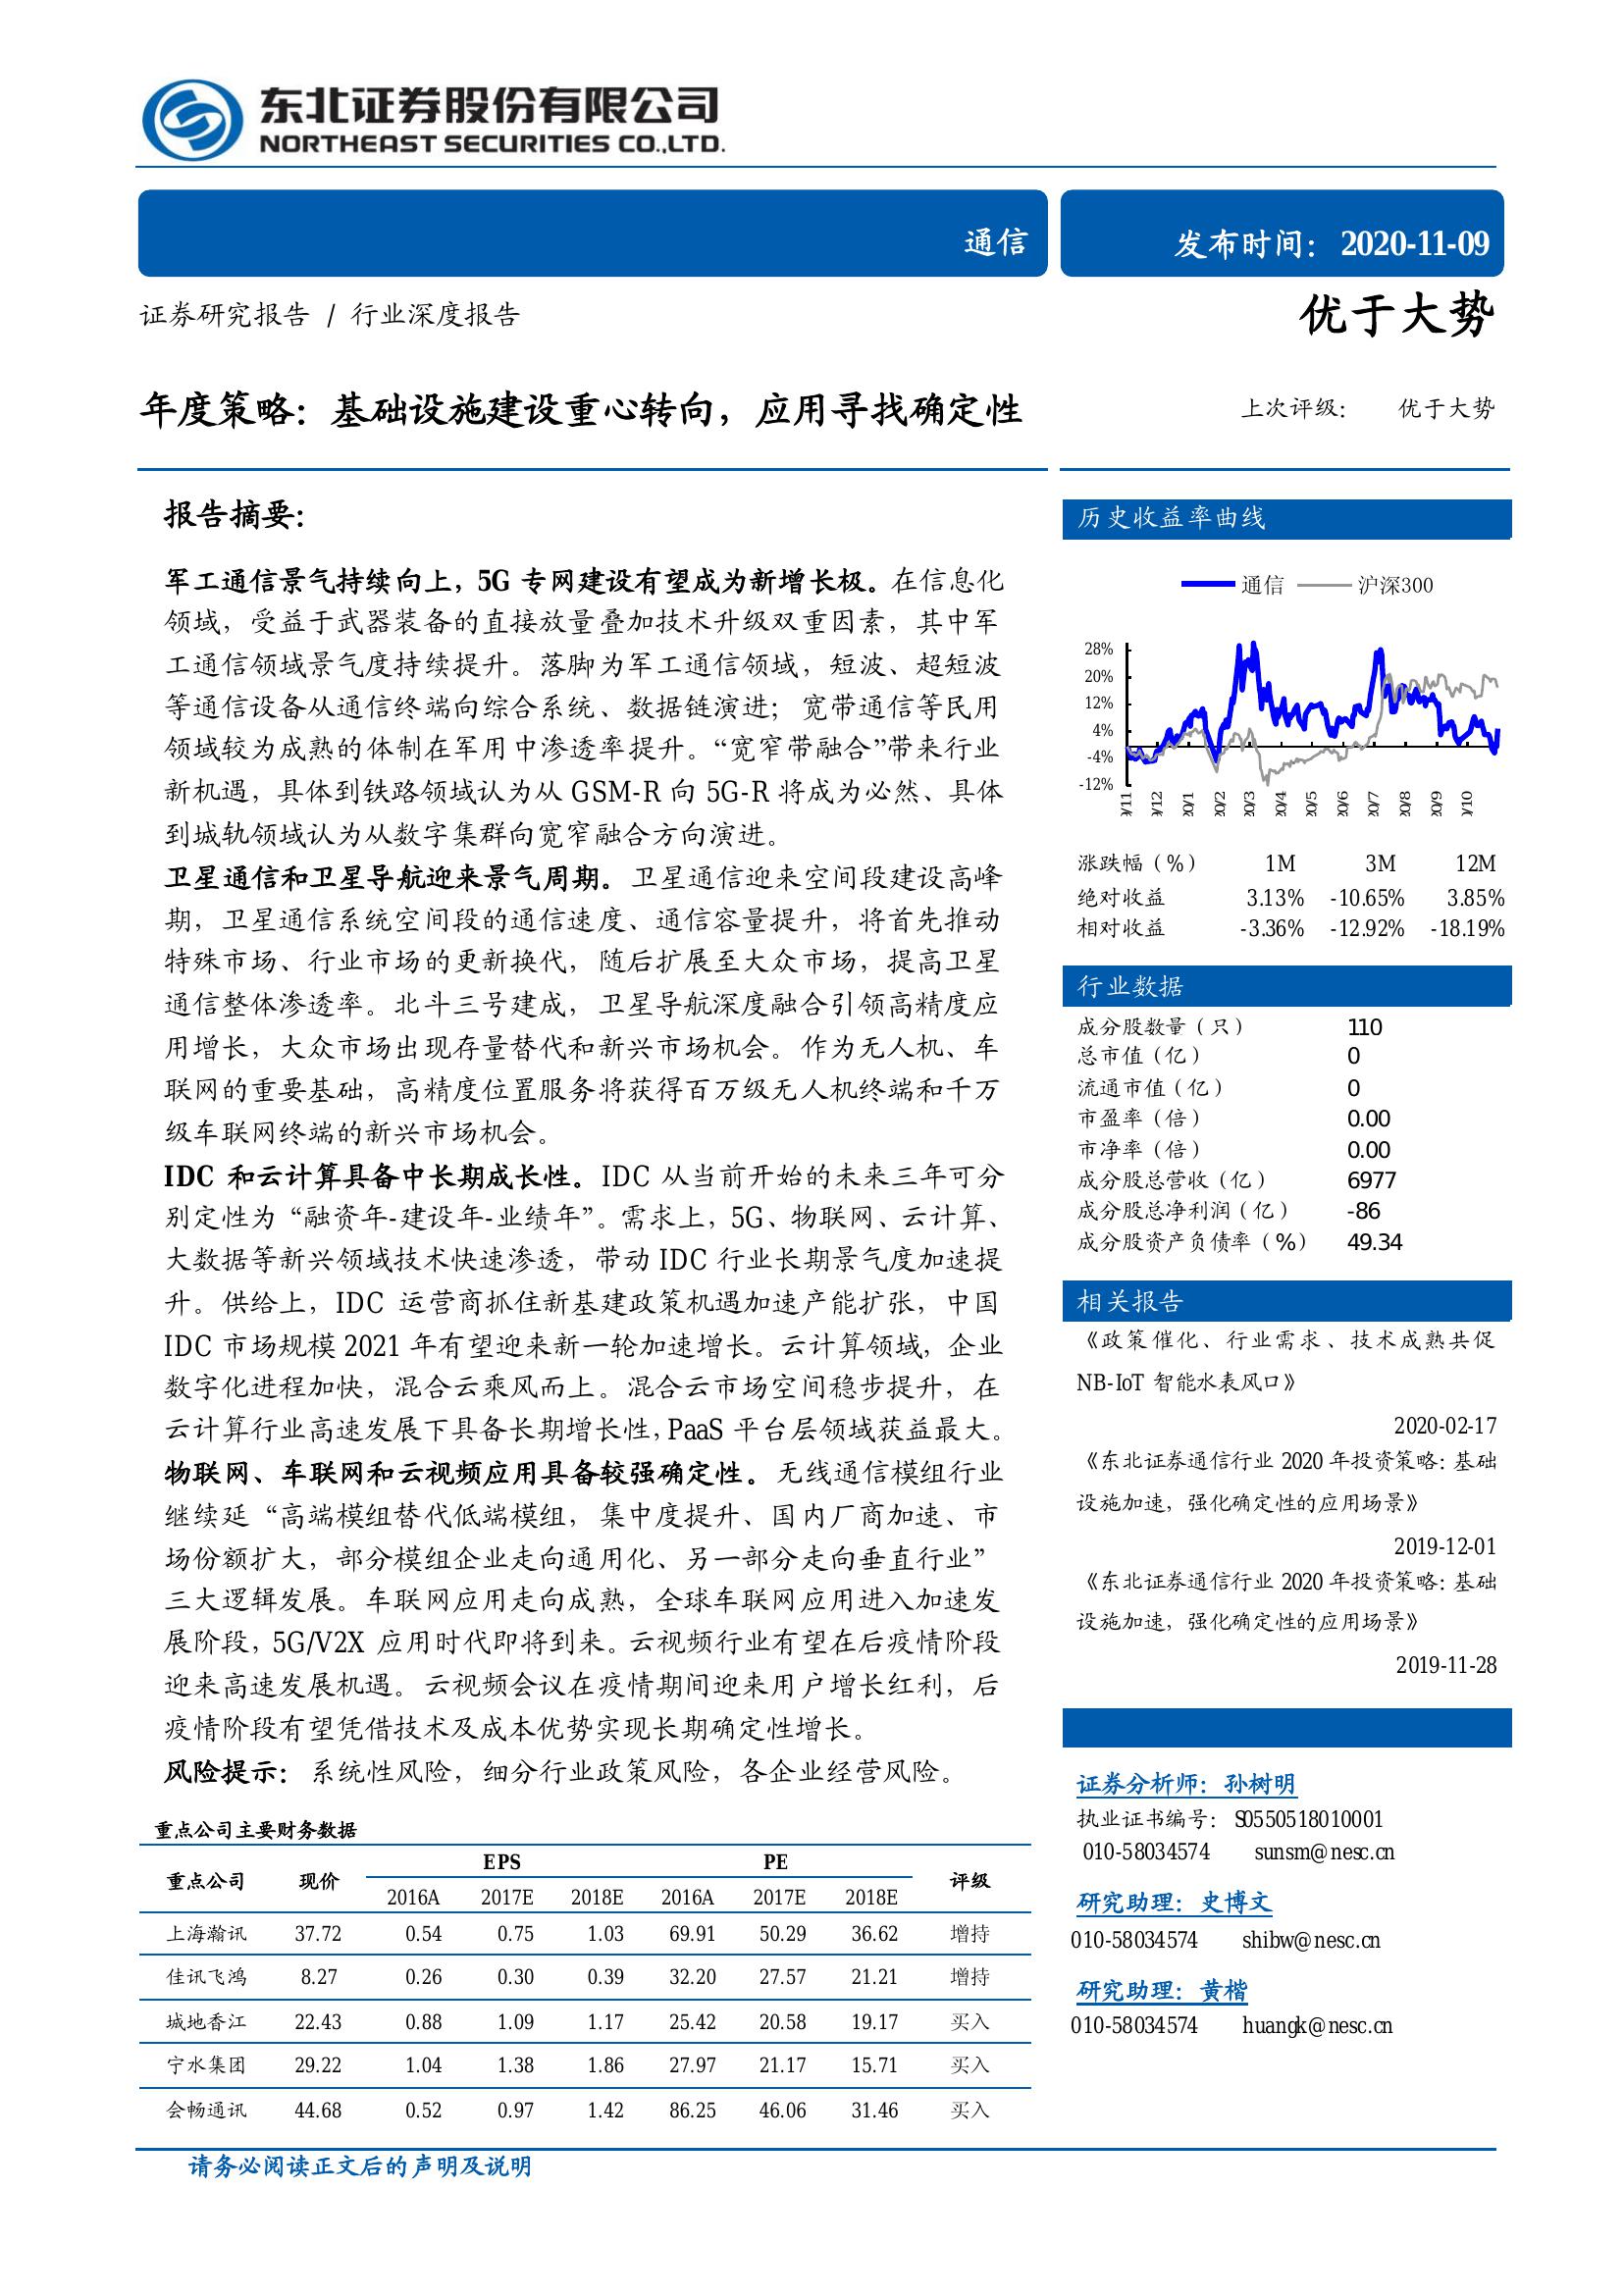 东北证券股份有限公司
NORTHEAST SECURITIES CO.,LTD.
通信
发布时间：2020-11-09
证券研究报告 / 行业深度报告
优于大势
年度策略：基础设施建设重心转向，应用寻找确定性
上次评级： 优于大势
报告摘要：
军工通信景气持续向上，5G 专网建设有望成为新增长极。在信息化
领域，受益于武器装备的直接放量叠加技术升级双重因素，其中军
工通信领域景气度持续提升。落脚为军工通信领域，短波、超短波
等通信设备从通信终端向综合系统、数据链演进；宽带通信等民用
领域较为成熟的体制在军用中渗透率提升。“宽窄带融合”带来行业
新机遇，具体到铁路领域认为从 GSM-R 向 5G-R 将成为必然、具体
到城轨领域认为从数字集群向宽窄融合方向演进。
卫星通信和卫星导航迎来景气周期。卫星通信迎来空间段建设高峰
期，卫星通信系统空间段的通信速度、通信容量提升，将首先推动
特殊市场、行业市场的更新换代，随后扩展至大众市场，提高卫星
通信整体渗透率。北斗三号建成，卫星导航深度融合引领高精度应
用增长，大众市场出现存量替代和新兴市场机会。作为无人机、车
联网的重要基础，高精度位置服务将获得百万级无人机终端和千万
级车联网终端的新兴市场机会。
IDC 和云计算具备中长期成长性。IDC 从当前开始的未来三年可分
别定性为“融资年-建设年-业绩年”。需求上，5G、物联网、云计算、
大数据等新兴领域技术快速渗透，带动 IDC 行业长期景气度加速提
升。供给上，IDC 运营商抓住新基建政策机遇加速产能扩张，中国
IDC 市场规模 2021 年有望迎来新一轮加速增长。云计算领域，企业
数字化进程加快，混合云乘风而上。混合云市场空间稳步提升，在
云计算行业高速发展下具备长期增长性，PaaS 平台层领域获益最大。
物联网、车联网和云视频应用具备较强确定性。无线通信模组行业
继续延“高端模组替代低端模组，集中度提升、国内厂商加速、市
场份额扩大，部分模组企业走向通用化、另一部分走向垂直行业”
三大逻辑发展。车联网应用走向成熟，全球车联网应用进入加速发
展阶段，5G/V2X 应用时代即将到来。云视频行业有望在后疫情阶段
迎来高速发展机遇。云视频会议在疫情期间迎来用户增长红利，后
疫情阶段有望凭借技术及成本优势实现长期确定性增长。
风险提示：系统性风险，细分行业政策风险，各企业经营风险。
重点公司主要财务数据
重点公司 现价 EPS PE 评级
2016A 2017E 2018E 2016A 2017E 2018E
上海瀚讯 37.72 0.54 0.75 1.03 69.91 50.29 36.62 增持
佳讯飞鸿 8.27 0.26 0.30 0.39 32.20 27.57 21.21 增持
城地香江 22.43 0.88 1.09 1.17 25.42 20.58 19.17 买入
宁水集团 29.22 1.04 1.38 1.86 27.97 21.17 15.71 买入
会畅通讯 44.68 0.52 0.97 1.42 86.25 46.06 31.46 买入
历史收益率曲线
通信 沪深300
28%
20%
12%
4%
-4%
-12%
/11 /12 20/1 20/2 20/3 20/4 20/5 20/6 20/7 20/8 20/9 /10
涨跌幅（%） 1M 3M 12M
绝对收益 3.13% -10.65% 3.85%
相对收益 -3.36% -12.92% -18.19%
行业数据
成分股数量（只） 110
总市值（亿） 0
流通市值（亿） 0
市盈率（倍） 0.00
市净率（倍） 0.00
成分股总营收（亿） 6977
成分股总净利润（亿） -86
成分股资产负债率（%） 49.34
相关报告
《政策催化、行业需求、技术成熟共促
NB-IoT 智能水表风口》
2020-02-17
《东北证券通信行业 2020 年投资策略：基础
设施加速，强化确定性的应用场景》
2019-12-01
《东北证券通信行业 2020 年投资策略：基础
设施加速，强化确定性的应用场景》
2019-11-28
证券分析师：孙树明
执业证书编号：S0550518010001
010-58034574 sunsm@nesc.cn
研究助理：史博文
010-58034574 shibw@nesc.cn
研究助理：黄楷
010-58034574 huangk@nesc.cn
请务必阅读正文后的声明及说明